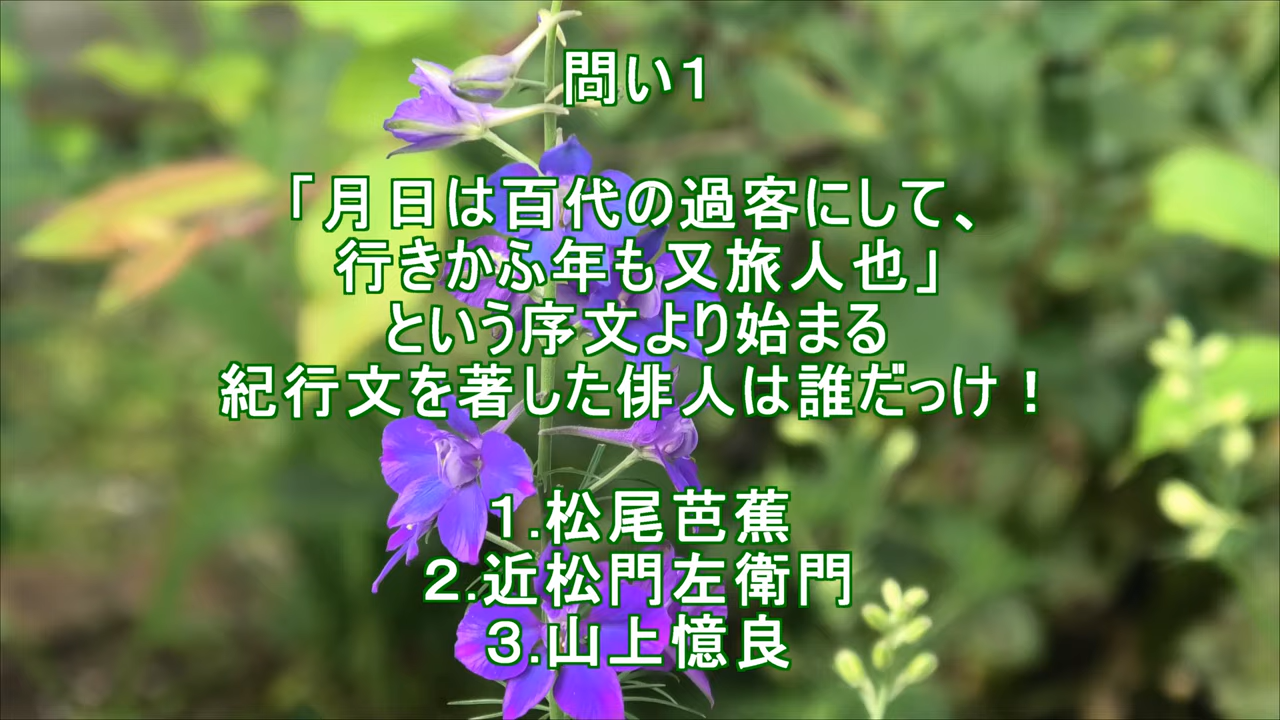 問い1
「月日は百代の過客にして、
行きかふ年も又旅人也」
という序文より始まる
紀行文を著した俳人は誰だっけ！
１.松尾芭蕉
２.近松門左衛門
３.山上憶良